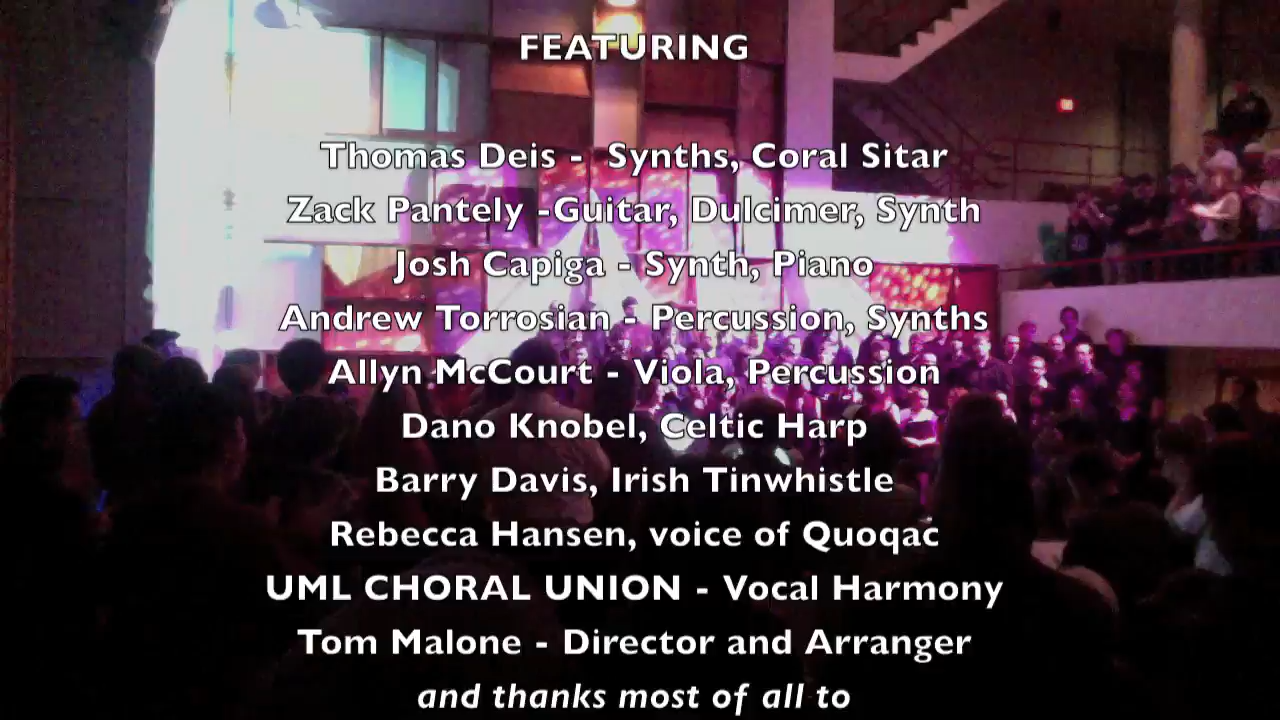 FEATURING
Thomas Deis -  Synths, Coral Sitar
Zack Pantely -Guitar, Dulcimer, Synth
Josh Capiga - Synth, Piano
Andrew Torrosian - Percussion, Synths
Allyn McCourt - Viola, Percussion
Dano Knobel, Celtic Harp
Barry Davis, Irish Tinwhistle
Rebecca Hansen, voice of Quoqac
UML CHORAL UNION - Vocal Harmony
Tom Malone - Director and Arranger
and thanks most of all to